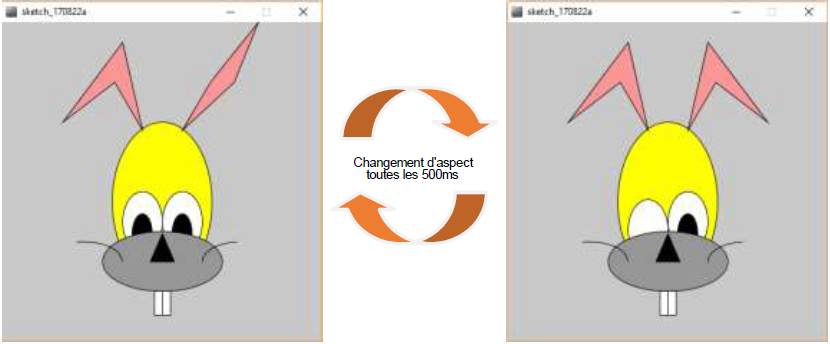 sketch_170822a
sketch_170822a
Changement d'aspect
toutes les 500ms